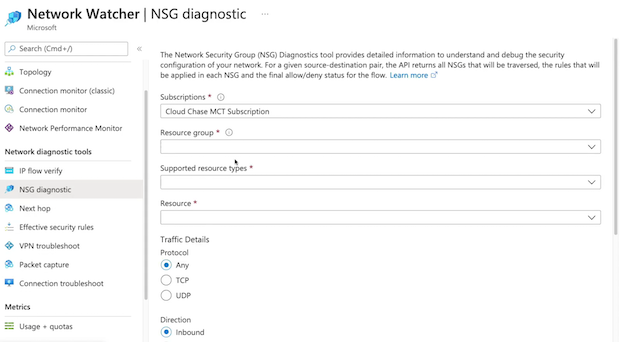 Network Watcher | NSG diagnostic ...
Microsoft
Search (Cmd+/)
«
Topology
Connection monitor (classic)
Connection monitor
Network Performance Monitor
Network diagnostic tools
IP flow verify
NSG diagnostic
Next hop
Effective security rules
VPN troubleshoot
Packet capture
Connection troubleshoot
Metrics
Usage + quotas
The Network Security Group (NSG) Diagnostics tool provides detailed information to understand and debug the security
configuration of your network. For a given source-destination pair, the API returns all NSGs that will be traversed, the rules that will
be applied in each NSG and the final allow/deny status for the flow. Learn more
Subscriptions *
Cloud Chase MCT Subscription
Resource group *
Supported resource types *
Resource *
Traffic Details
Protocol
Any
TCP
UDP
Direction
Inbound